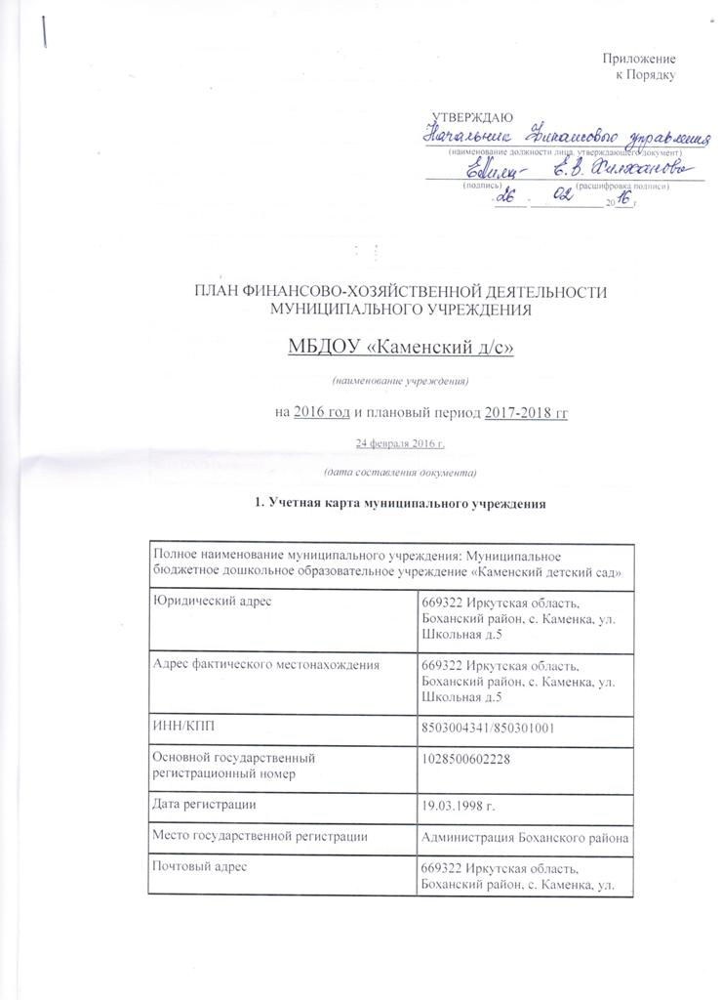 Приложение
к Порядку
УТВЕРЖДАЮ
Начальник Финансового управления
(наименование должности лица, утверждающего документ)
Е.В.
(подпись) (расшифровка подписи)
26 02 2016 г
ПЛАН ФИНАНСОВО-ХОЗЯЙСТВЕННОЙ ДЕЯТЕЛЬНОСТИ
МУНИЦИПАЛЬНОГО УЧРЕЖДЕНИЯ
МБДОУ «Каменский д/с»
(наименование учреждения)
на 2016 год и плановый период 2017-2018 гг
24 февраля 2016 г.
(дата составления документа)
1. Учетная карта муниципального учреждения
Полное наименование муниципального учреждения: Муниципальное
бюджетное дошкольное образовательное учреждение «Каменский детский сад»
Юридический адрес 669322 Иркутская область,
Боханский район, с. Каменка, ул.
Школьная д.5
Адрес фактического местонахождения 669322 Иркутская область,
Боханский район, с. Каменка, ул.
Школьная д.5
ИНН/КПП 8503004341/850301001
Основной государственный 1028500602228
регистрационный номер
Дата регистрации 19.03.1998 г.
Место государственной регистрации Администрация Боханского района
Почтовый адрес 669322 Иркутская область,
Боханский район, с. Каменка, ул.